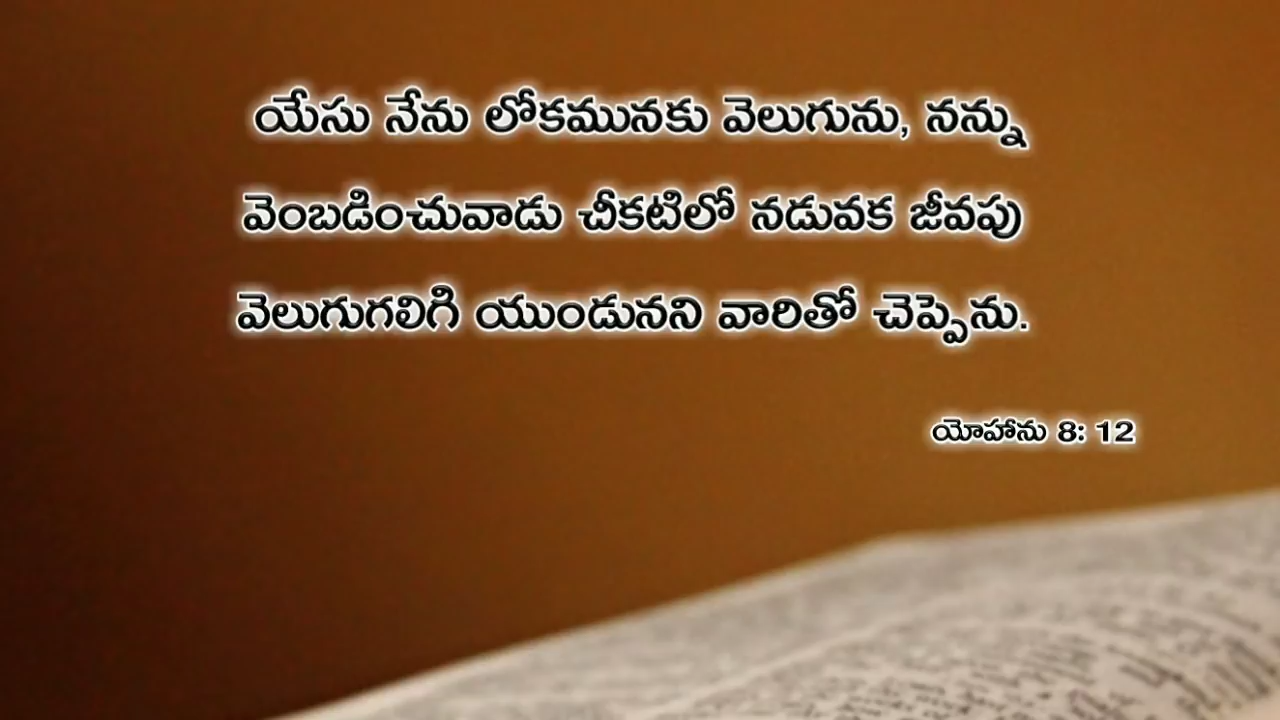 యేసు నేను లోకమునకు వెలుగును, నన్ను
వెంబడించువాడు చీకటిలో నడువక జీవపు
వెలుగుగలిగి యుండునని వారితో చెప్పెను.
యోహాను 8: 12